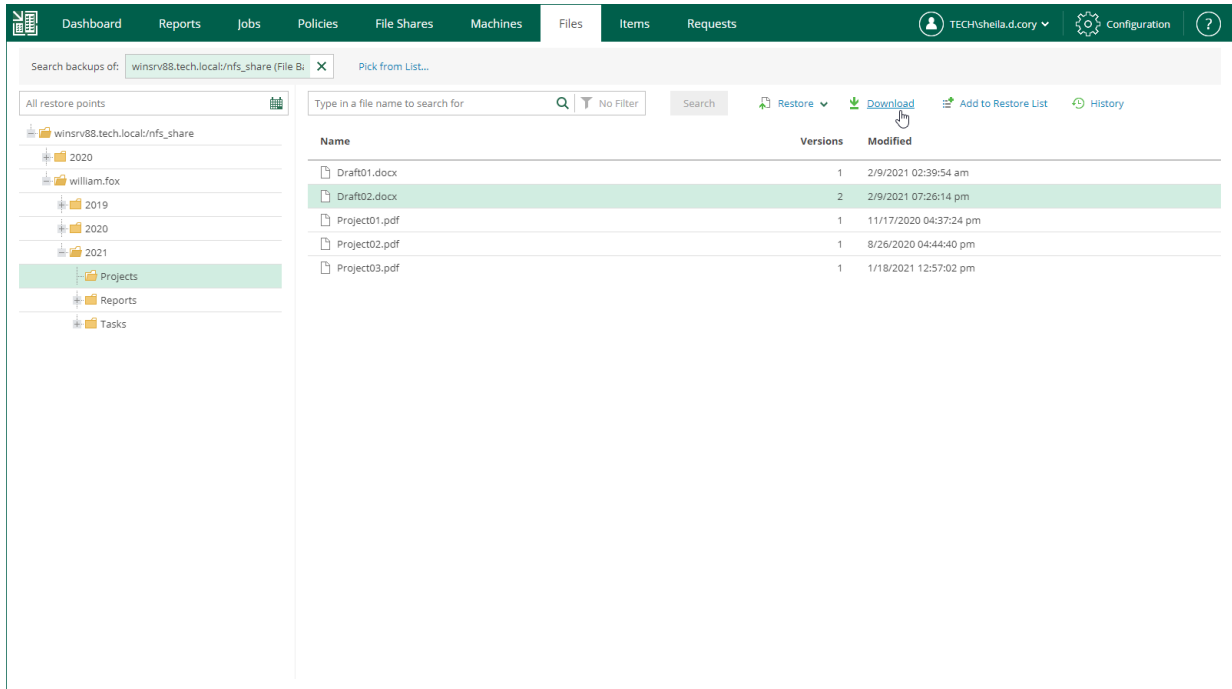 Dashboard Reports Jobs Policies File Shares Machines Files Items Requests TECH\sheila.d.cory Configuration ?
Search backups of: winsrv88.tech.local:/nfs_share (File Ba Pick from List...
All restore points Type in a file name to search for No Filter Search Restore Download Add to Restore List History
winsrv88.tech.local:/nfs_share
2020
william.fox
2019
2020
2021
Projects
Reports
Tasks
Name Versions Modified
Draft01.docx 1 2/9/2021 02:39:54 am
Draft02.docx 2 2/9/2021 07:26:14 pm
Project01.pdf 1 11/17/2020 04:37:24 pm
Project02.pdf 1 8/26/2020 04:44:40 pm
Project03.pdf 1 1/18/2021 12:57:02 pm